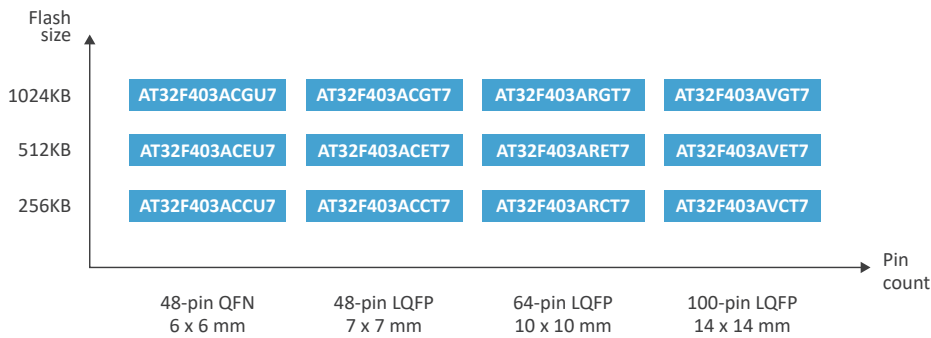 Flash
size
1024KB AT32F403ACGU7 AT32F403ACGT7 AT32F403ARGT7 AT32F403AVGT7
512KB AT32F403ACEU7 AT32F403ACET7 AT32F403ARET7 AT32F403AVET7
256KB AT32F403ACCU7 AT32F403ACCT7 AT32F403ARCT7 AT32F403AVCT7
Pin
count
48-pin QFN 48-pin LQFP 64-pin LQFP 100-pin LQFP
6 x 6 mm 7 x 7 mm 10 x 10 mm 14 x 14 mm